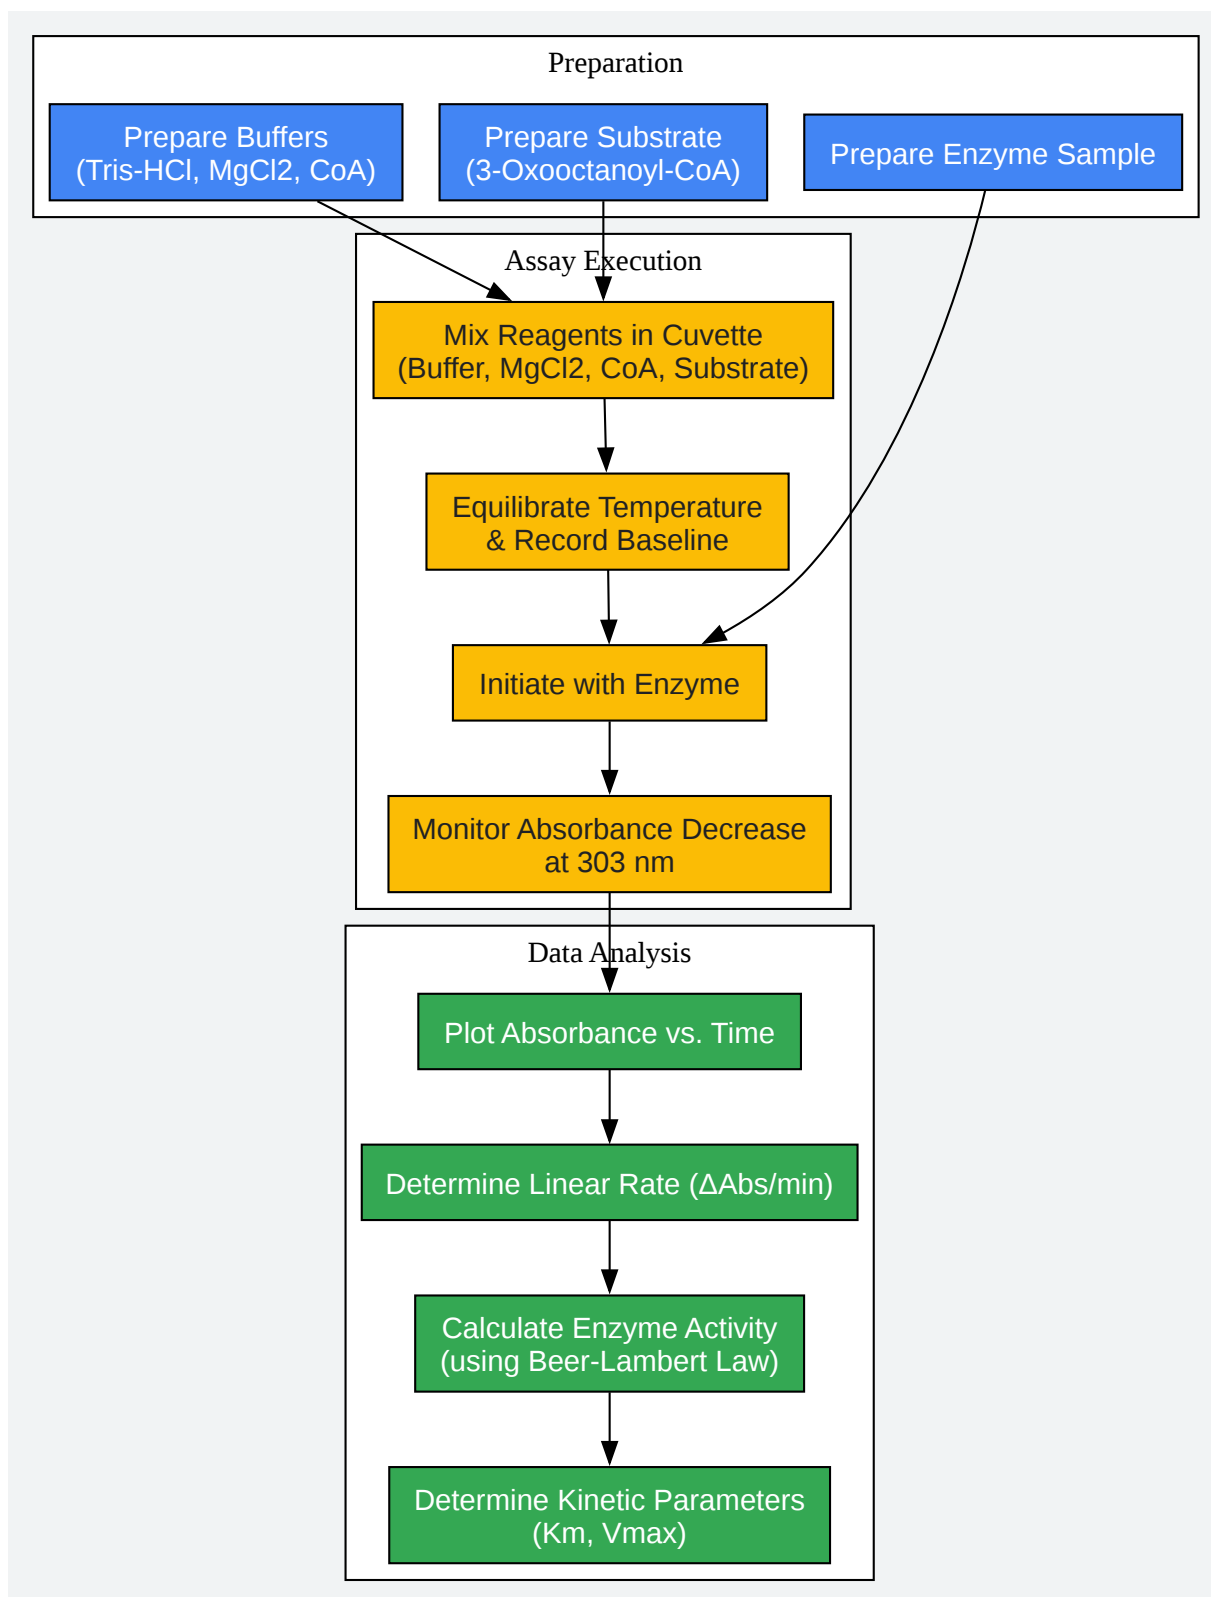 Preparation
Prepare Buffers
(Tris-HCl, MgCl2, CoA)
Prepare Substrate
(3-Oxooctanoyl-CoA)
Prepare Enzyme Sample
Assay Execution
Mix Reagents in Cuvette
(Buffer, MgCl2, CoA, Substrate)
Equilibrate Temperature
& Record Baseline
Initiate with Enzyme
Monitor Absorbance Decrease
at 303 nm
Data Analysis
Plot Absorbance vs. Time
Determine Linear Rate (ΔAbs/min)
Calculate Enzyme Activity
(using Beer-Lambert Law)
Determine Kinetic Parameters
(Km, Vmax)